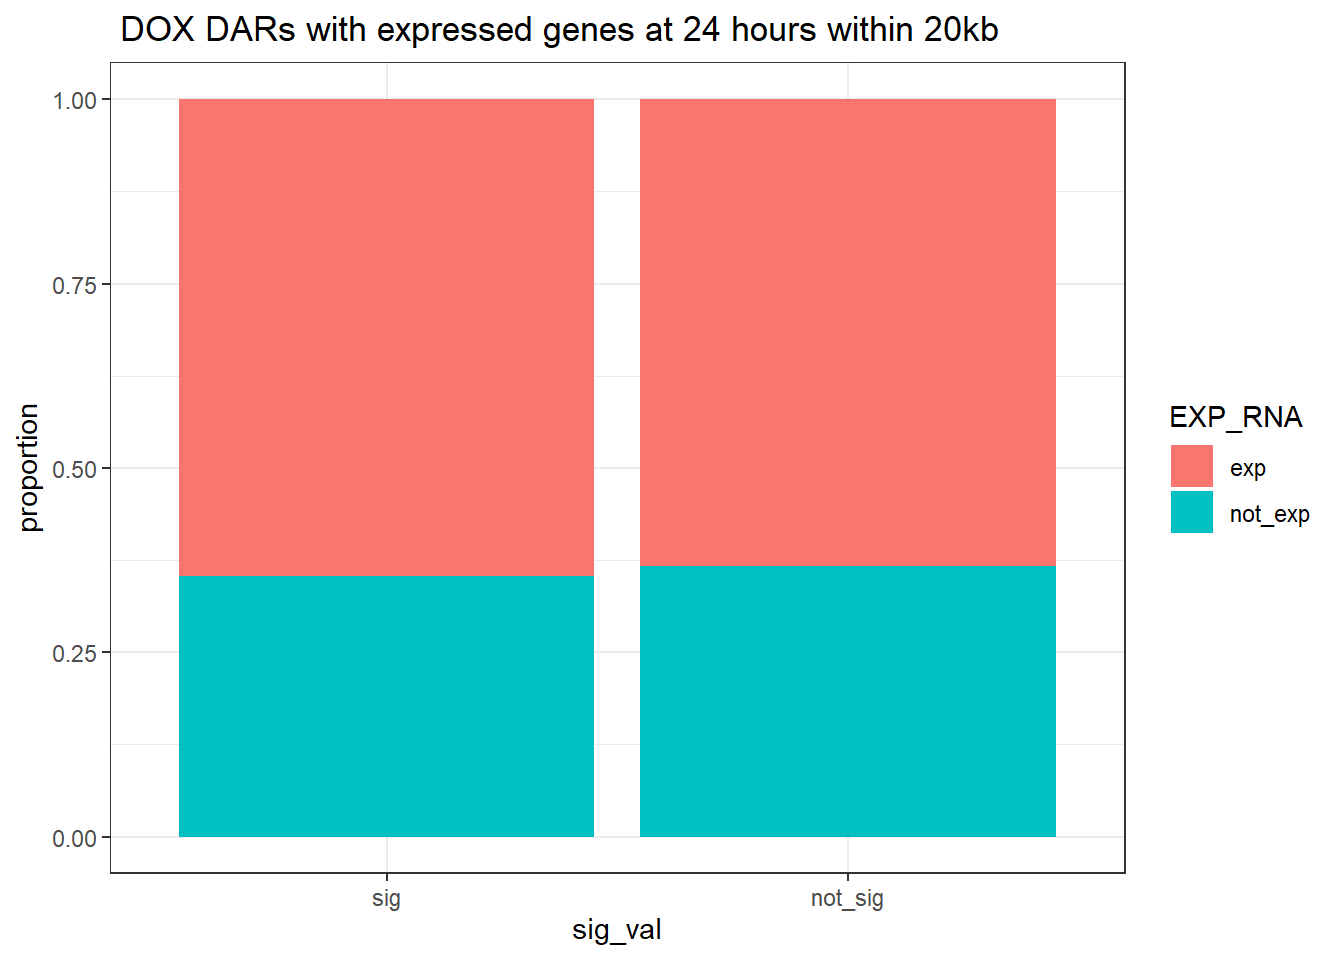 DOX DARs with expressed genes at 24 hours within 20kb
1.00
0.75
0.50
0.25
0.00
proportion
sig
not_sig
sig_val
EXP_RNA
exp
not_exp